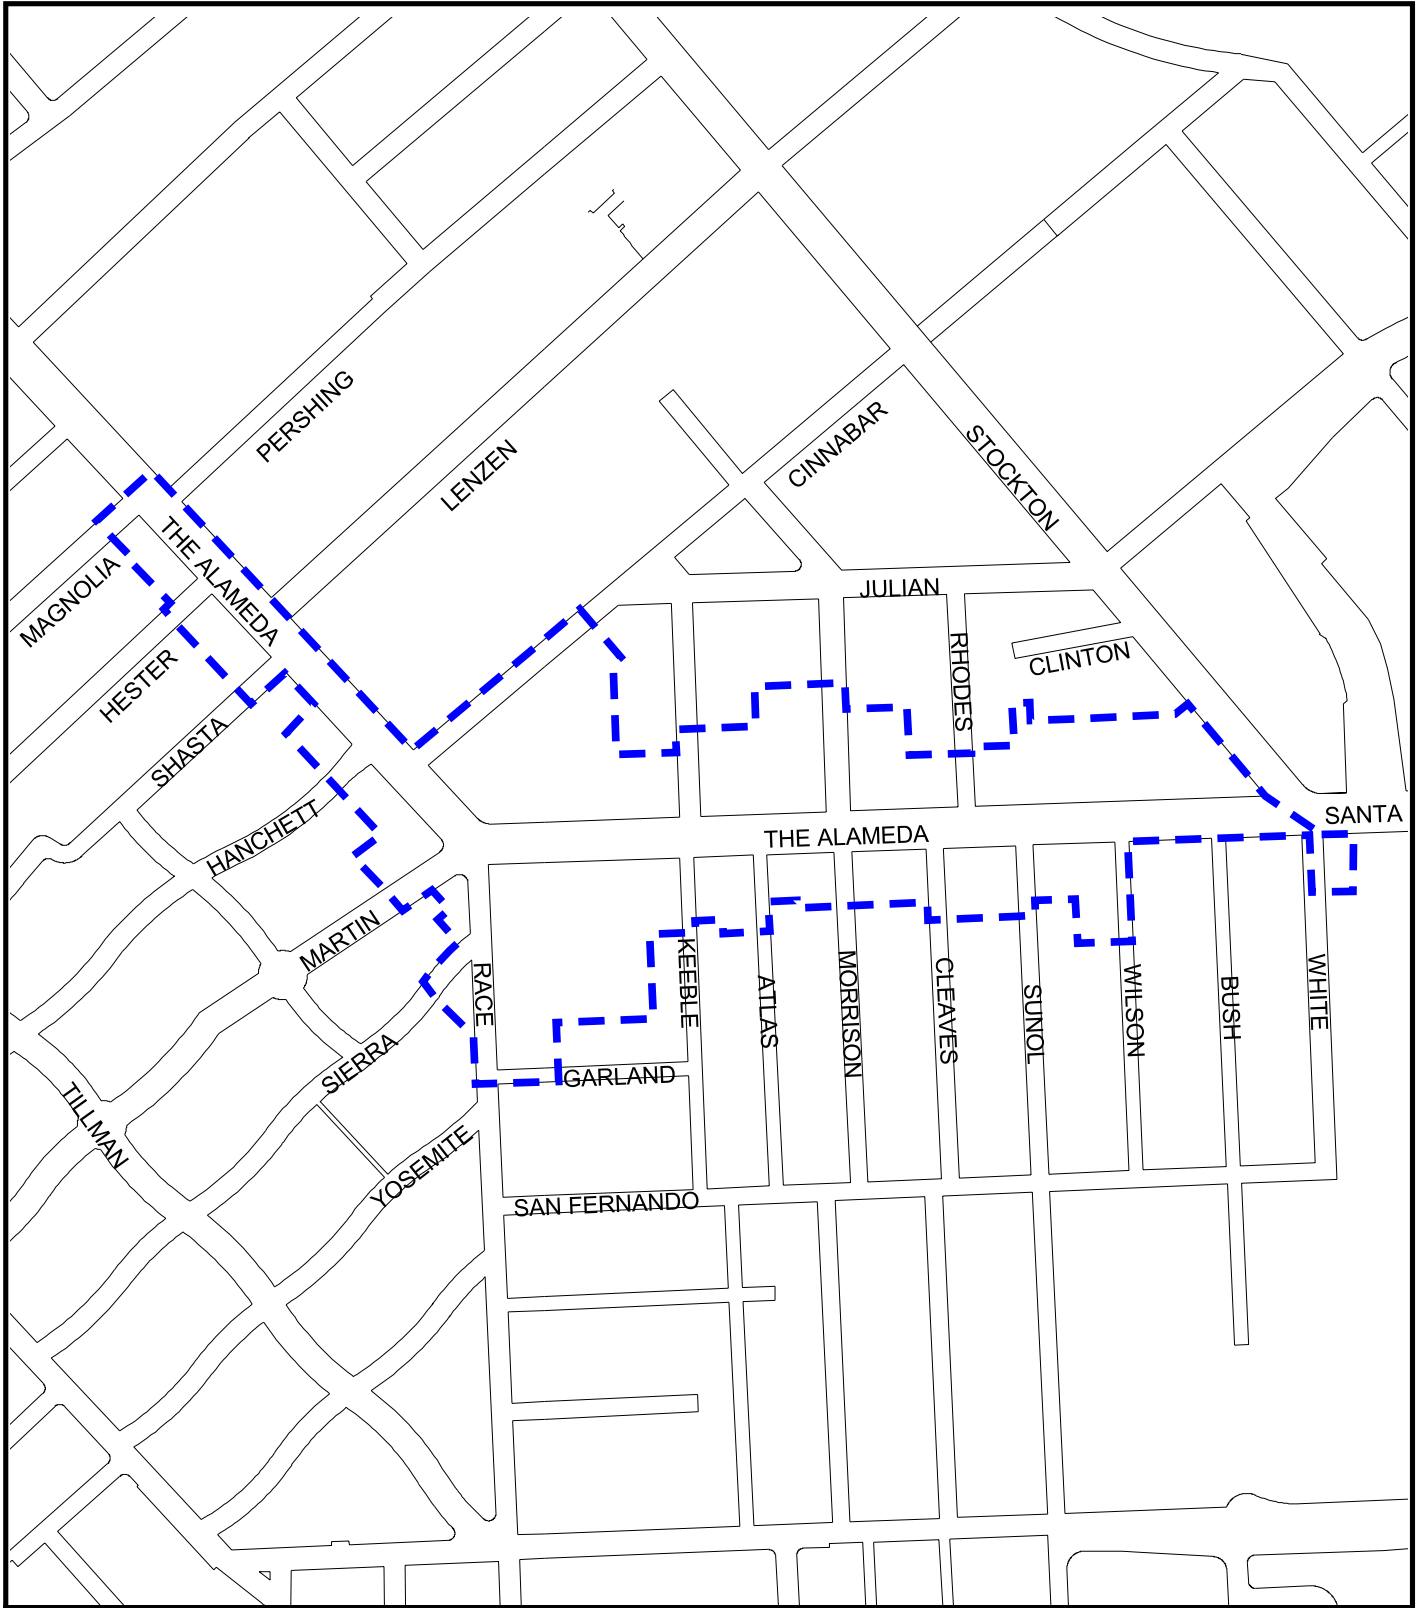 PERSHING
LENZEN
CINNABAR
STOCKTON
THE ALAMEDA
MAGNOLIA
HESTER
SHASTA
JULIAN
RHODES
CLINTON
HANCHETT
THE ALAMEDA
SANTA
MARTIN
RACE
KEEBLE
ATLAS
MORRISON
CLEAVES
SUNOL
WILSON
BUSH
WHITE
SIERRA
GARLAND
TILLMAN
YOSEMITE
SAN FERNANDO